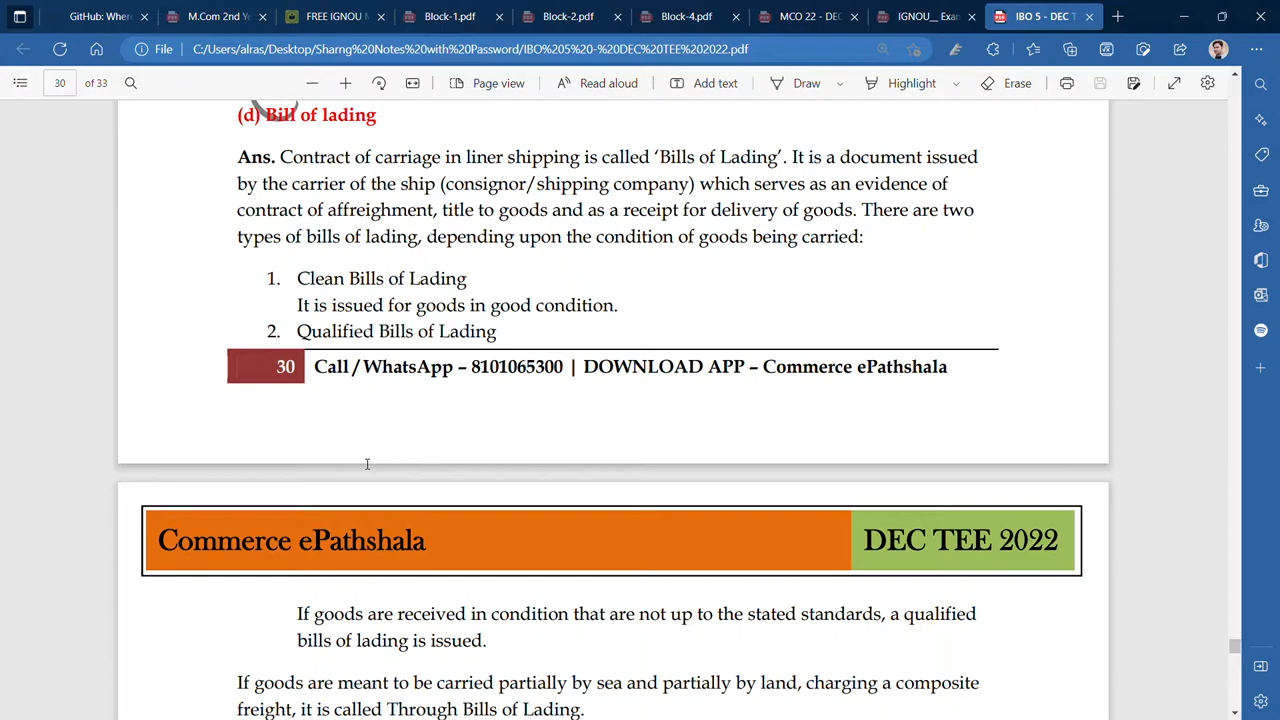 GitHub: Wher
M.Com 2nd Y
FREE IGNOU M
Block-1.pdf
Block-2.pdf
Block-4.pdf
MCO 22 - DEC
IGNOU__ Exa
IBO 5 - DEC T
File C:/Users/alras/Desktop/Sharng%20Notes%20with%20Password/IBO%205%20-%20DEC%20TEE%202022.pdf
30 of 33
Page view
Read aloud
Add text
Draw
Highlight
Erase
(d) Bill of lading
Ans. Contract of carriage in liner shipping is called ‘Bills of Lading’. It is a document issued
by the carrier of the ship (consignor/shipping company) which serves as an evidence of
contract of affreighment, title to goods and as a receipt for delivery of goods. There are two
types of bills of lading, depending upon the condition of goods being carried:
1. Clean Bills of Lading
It is issued for goods in good condition.
2. Qualified Bills of Lading
30 Call/WhatsApp – 8101065300 | DOWNLOAD APP – Commerce ePathshala
Commerce ePathshala DEC TEE 2022
If goods are received in condition that are not up to the stated standards, a qualified
bills of lading is issued.
If goods are meant to be carried partially by sea and partially by land, charging a composite
freight, it is called Through Bills of Lading.